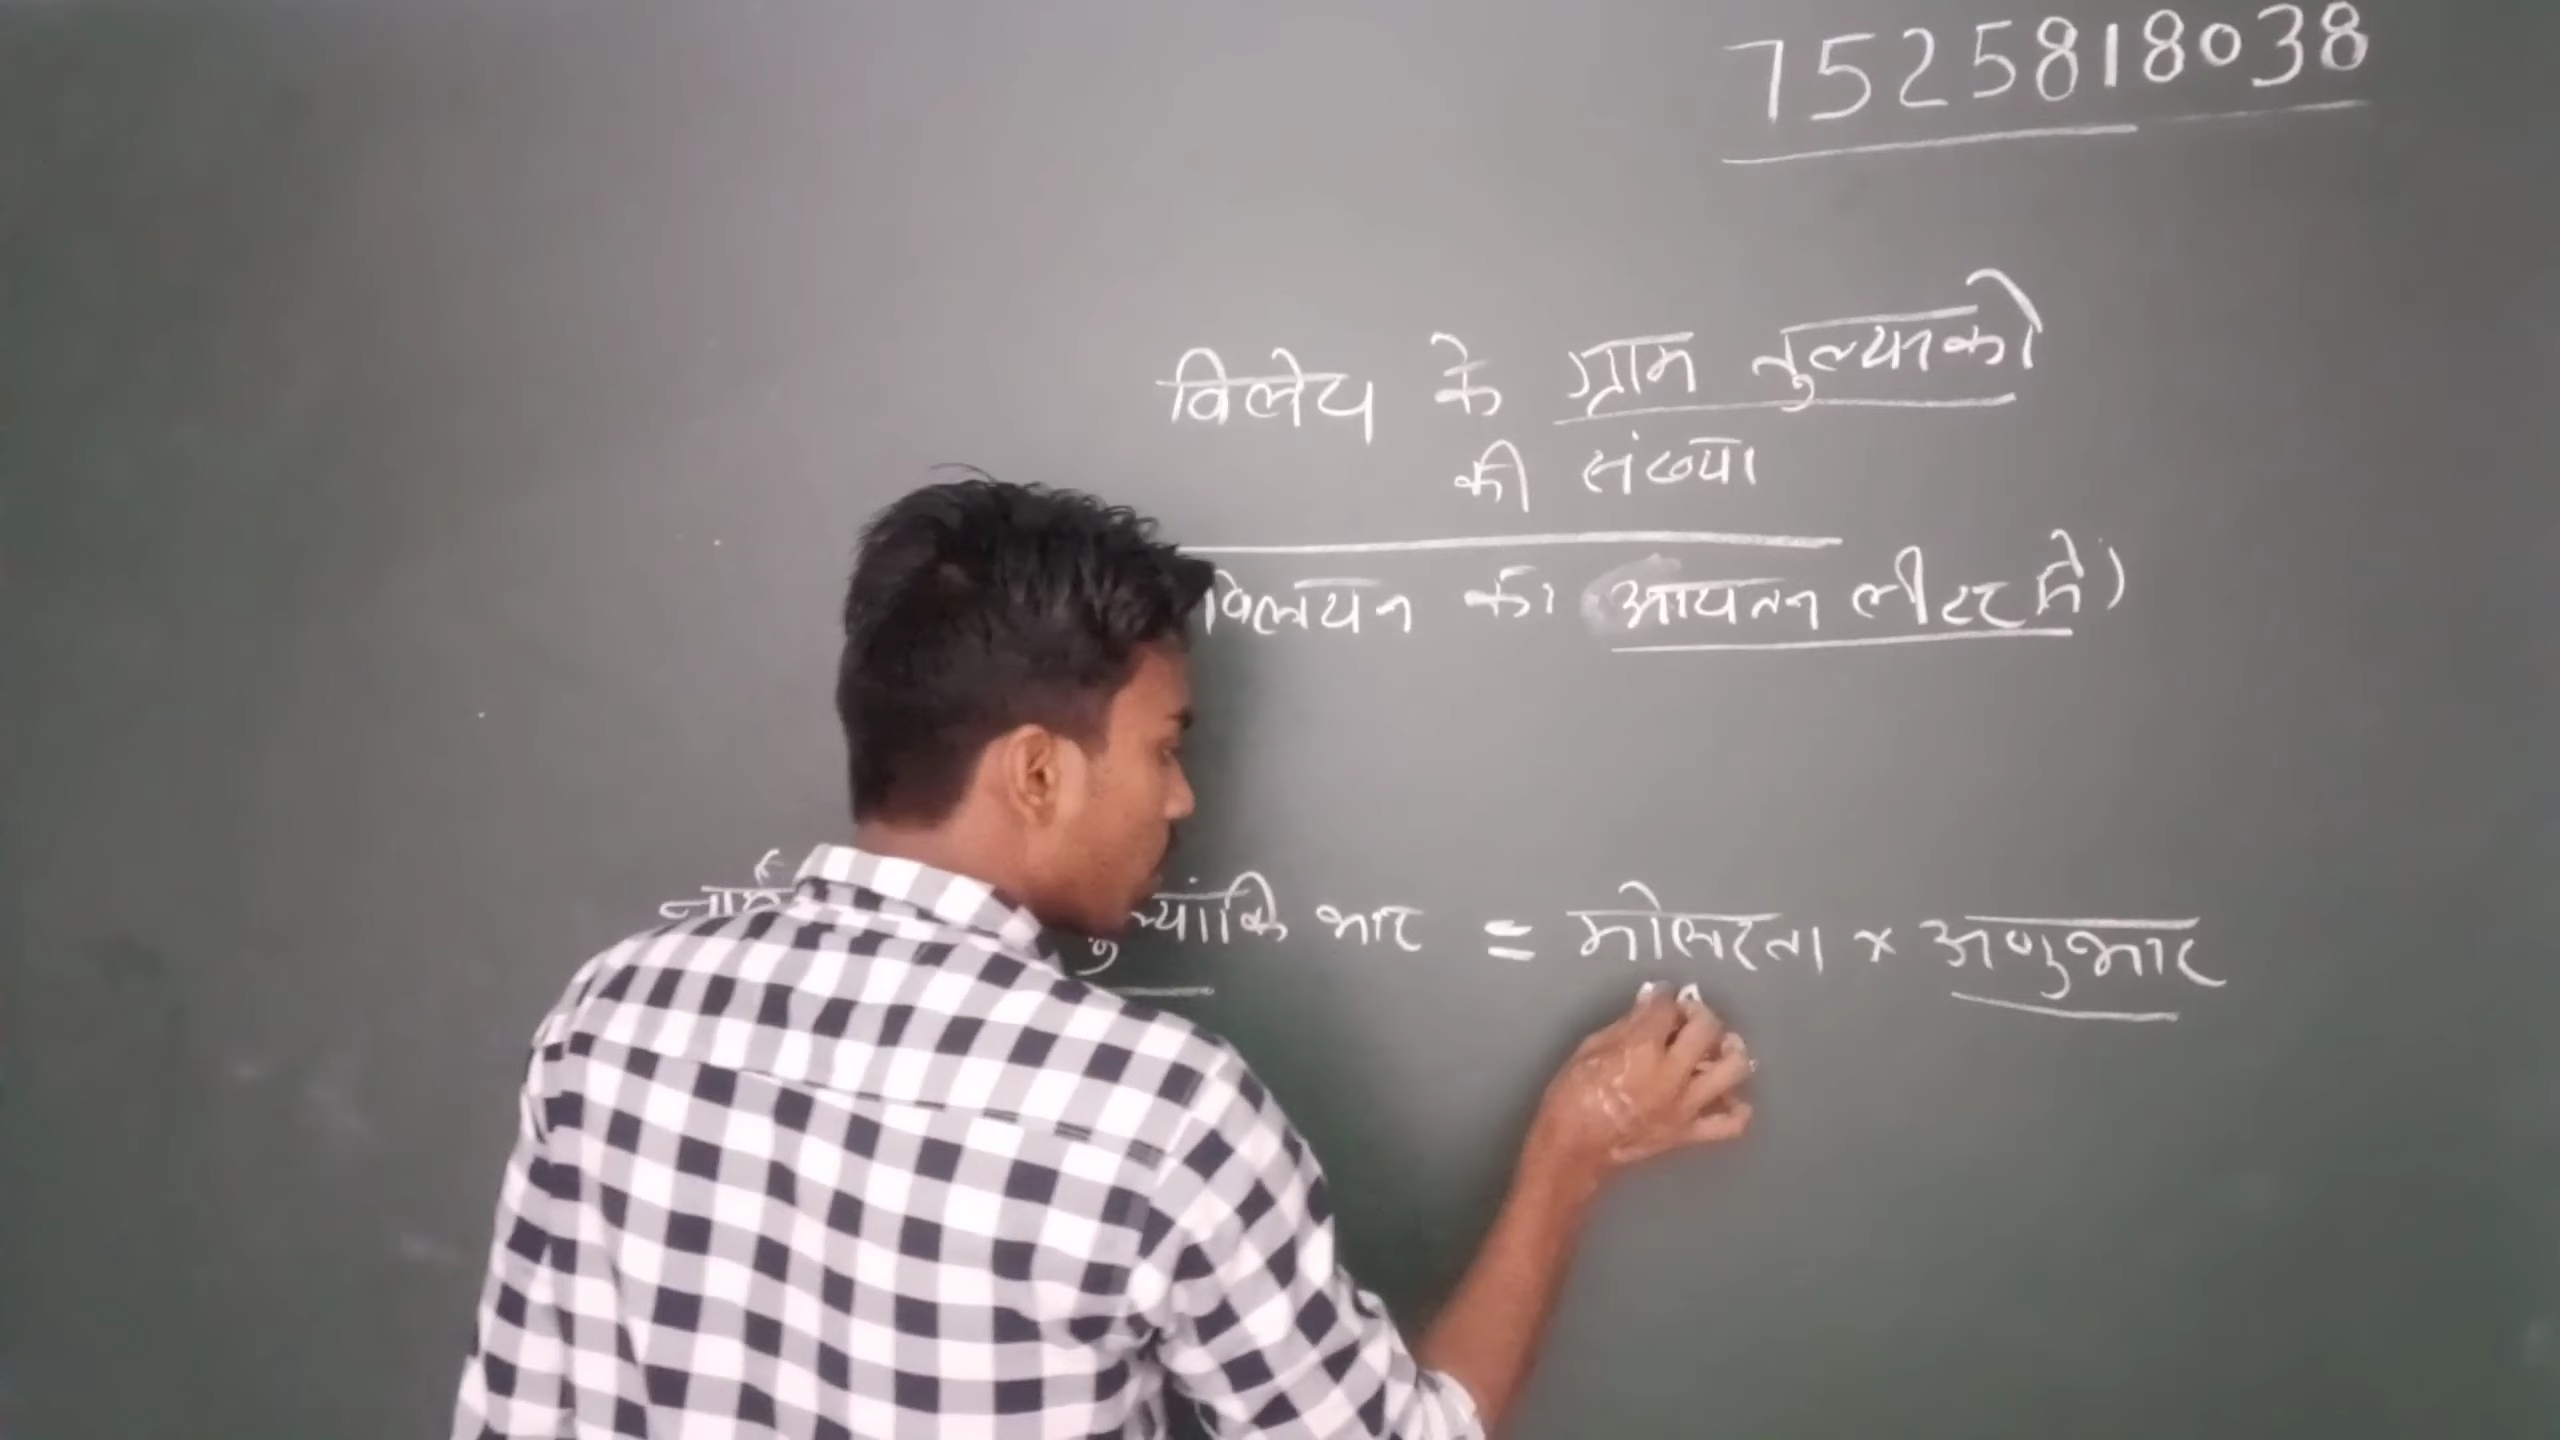 7525818038
विलेय के ग्राम तुल्याको
की संख्या
विलयन का आयतन लीटर मे)
भार = मोलरता × अणुभार